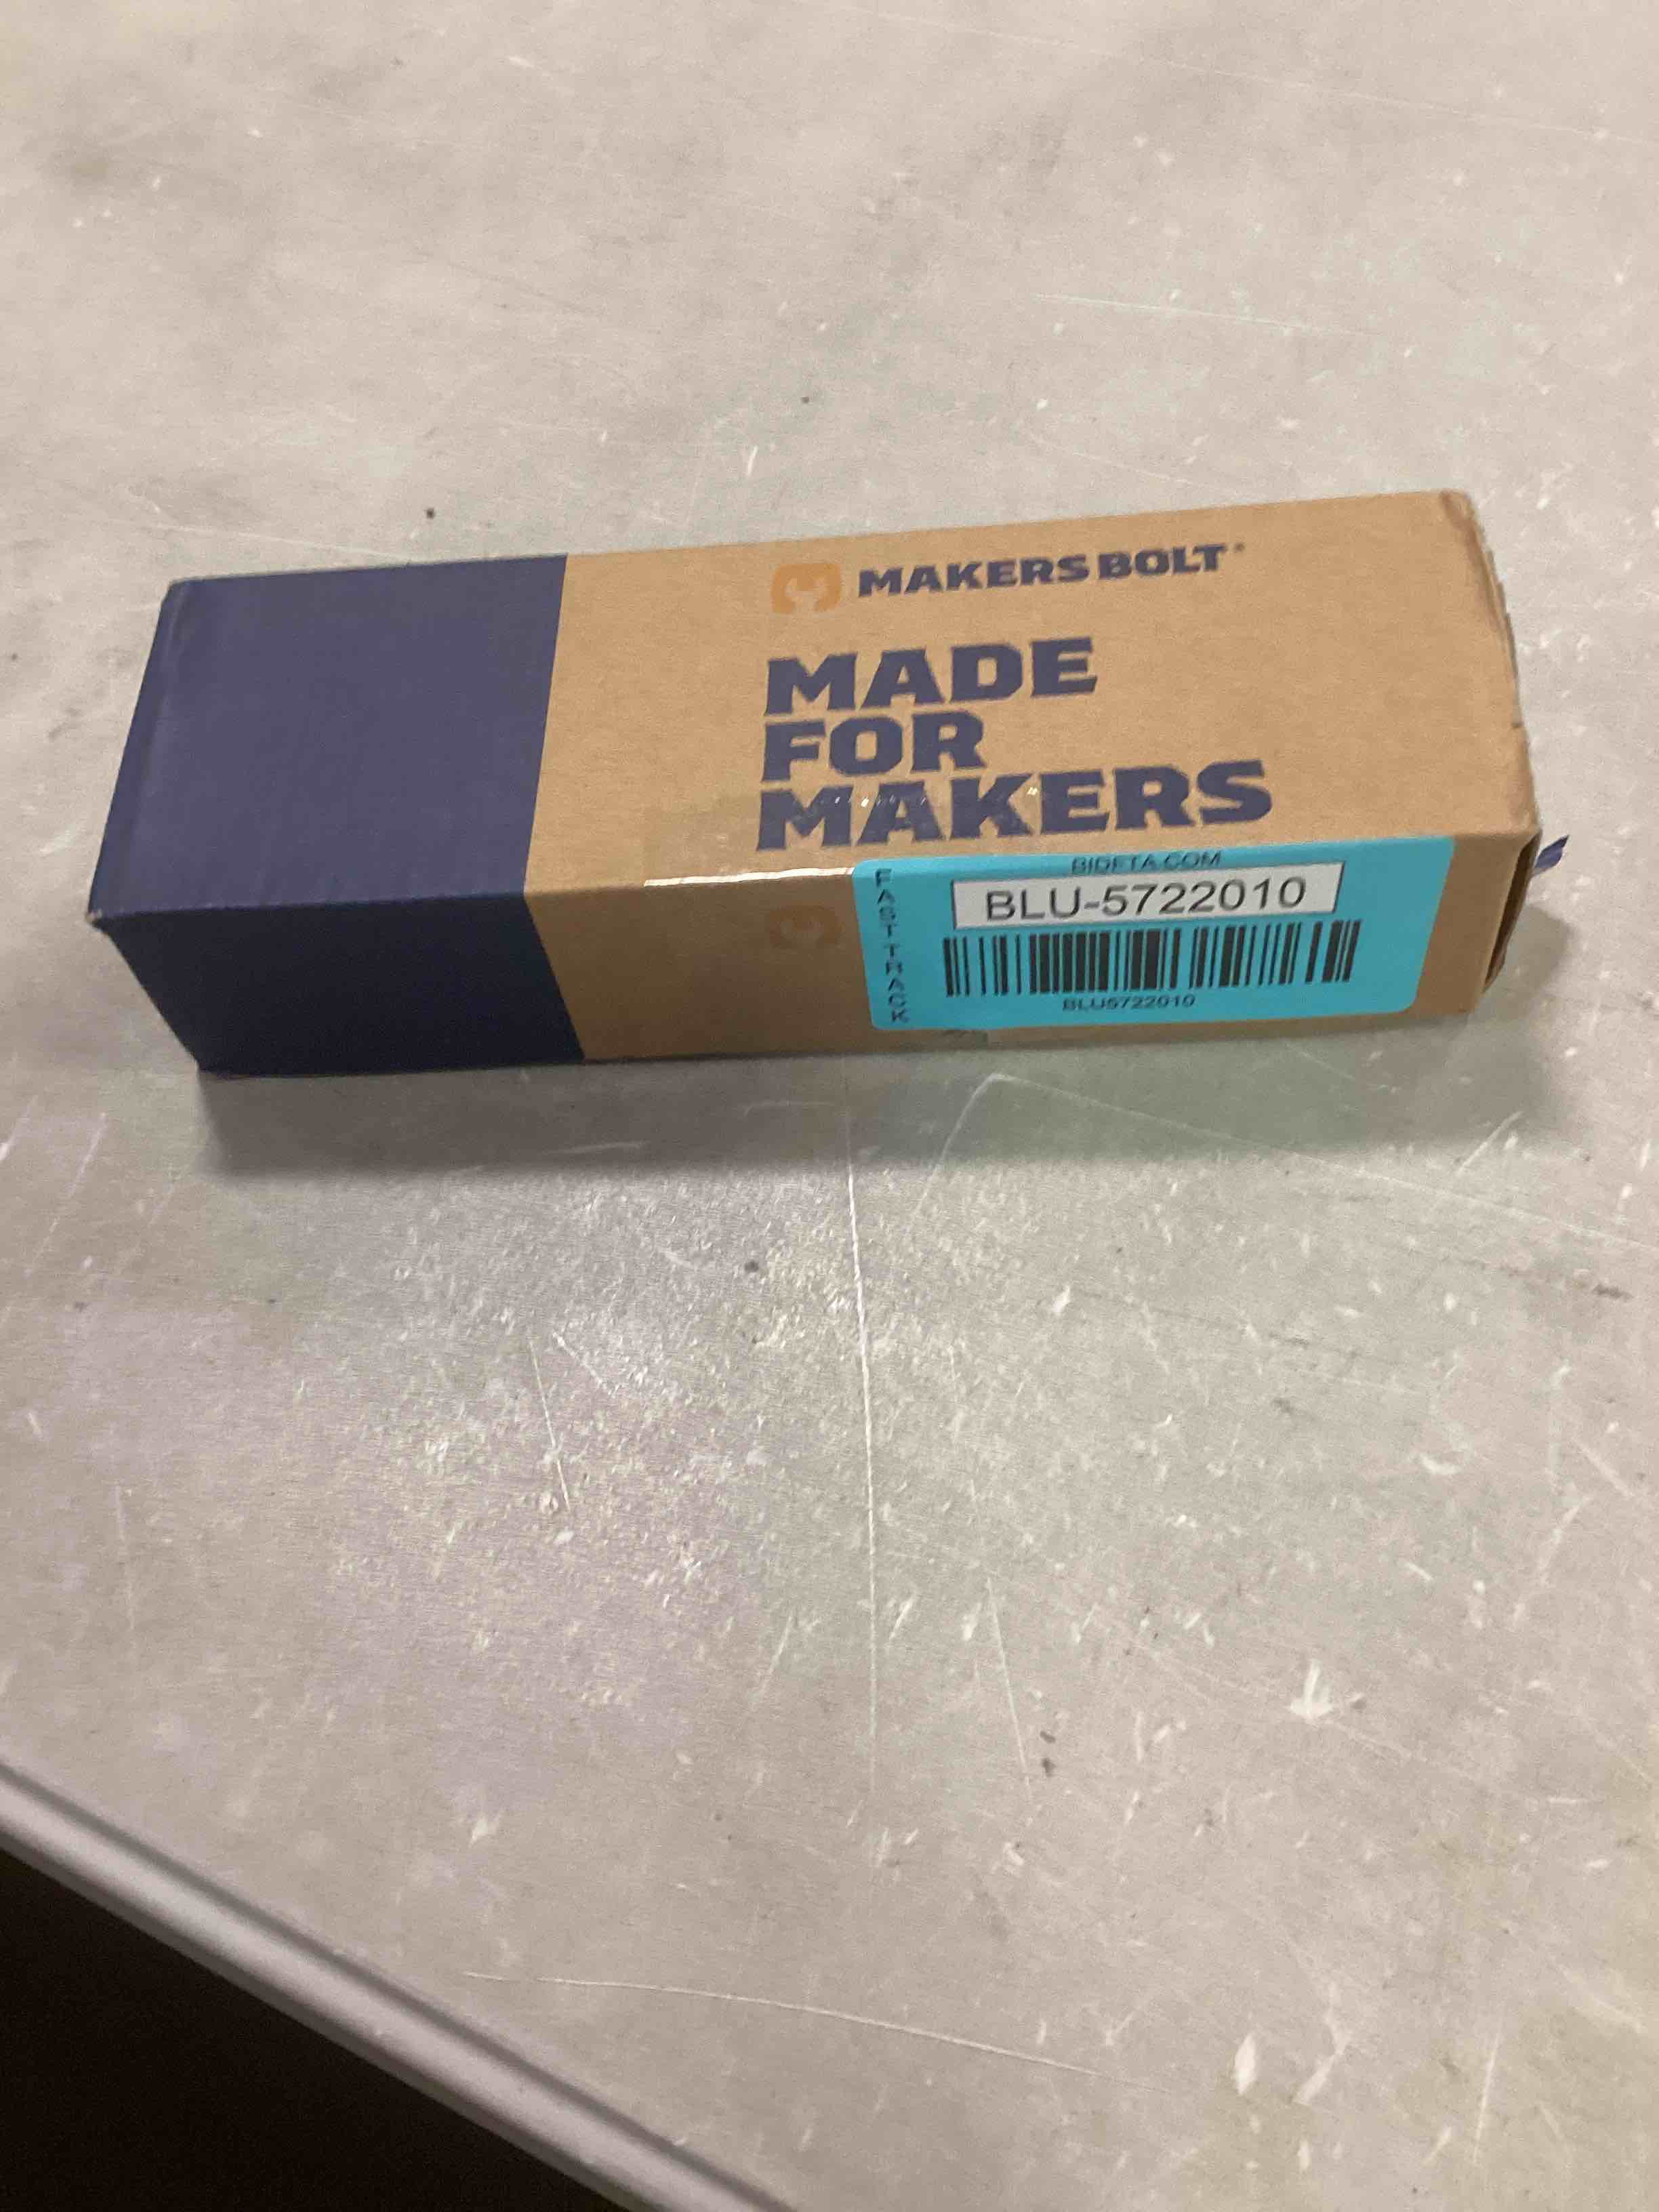 MAKERS BOLT
MADE
FOR
MAKERS
BIDFTA.COM
FAST TRACK
BLU-5722010
BLU5722010